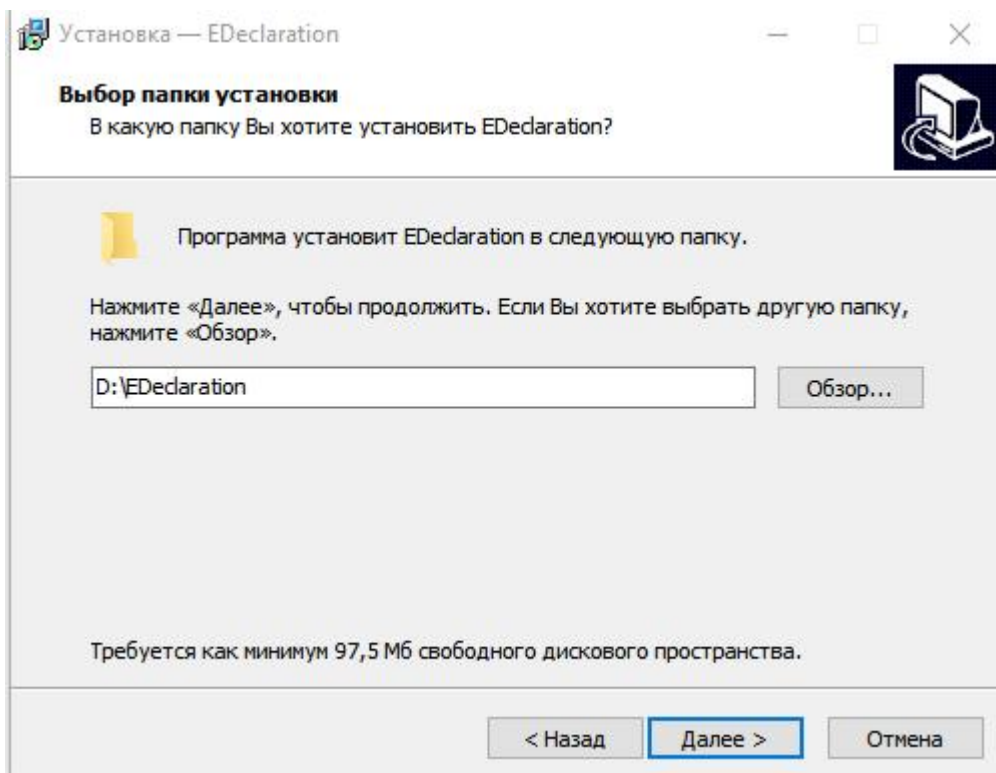 Установка — EDeclaration
Выбор папки установки
В какую папку Вы хотите установить EDeclaration?
Программа установит EDeclaration в следующую папку.
Нажмите «Далее», чтобы продолжить. Если Вы хотите выбрать другую папку,
нажмите «Обзор».
D:\EDeclaration
Обзор...
Требуется как минимум 97,5 Мб свободного дискового пространства.
< Назад
Далее >
Отмена